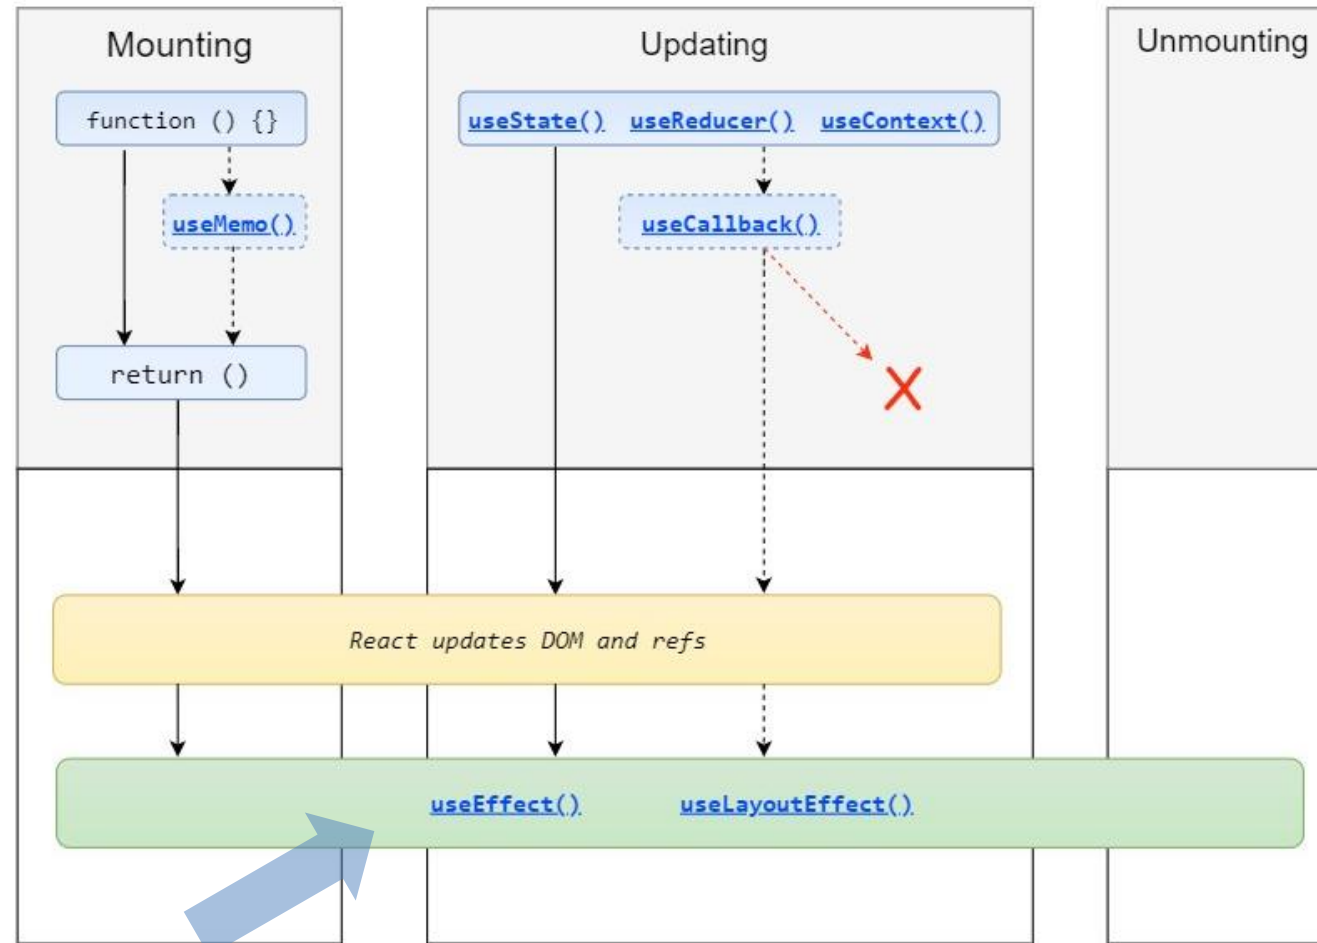 Mounting
Updating
Unmounting
function () {}
useState() useReducer() useContext()
useMemo()
useCallback()
return ()
React updates DOM and refs
useEffect() useLayoutEffect()